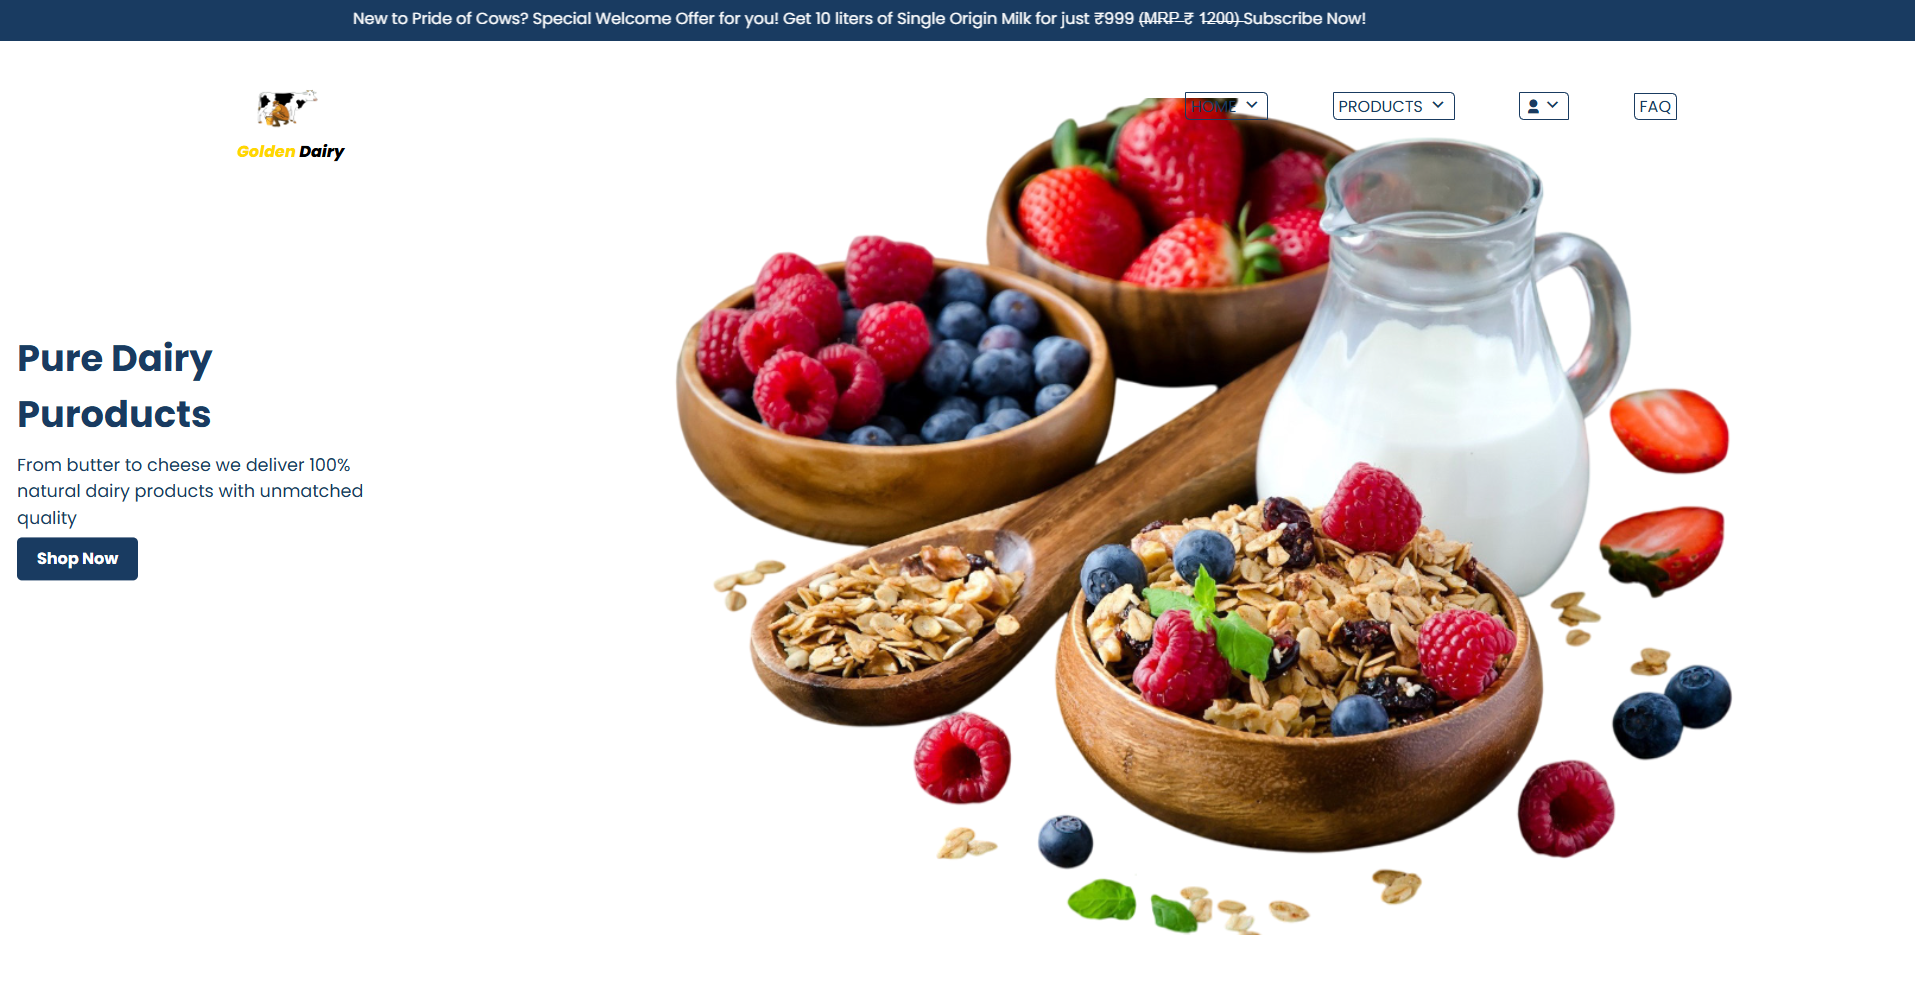 New to Pride of Cows? Special Welcome Offer for you! Get 10 liters of Single Origin Milk for just ₹999 (MRP ₹ 1200) Subscribe Now!
HOME
PRODUCTS
FAQ
Golden Dairy
Pure Dairy
Puroducts
From butter to cheese we deliver 100%
natural dairy products with unmatched
quality
Shop Now